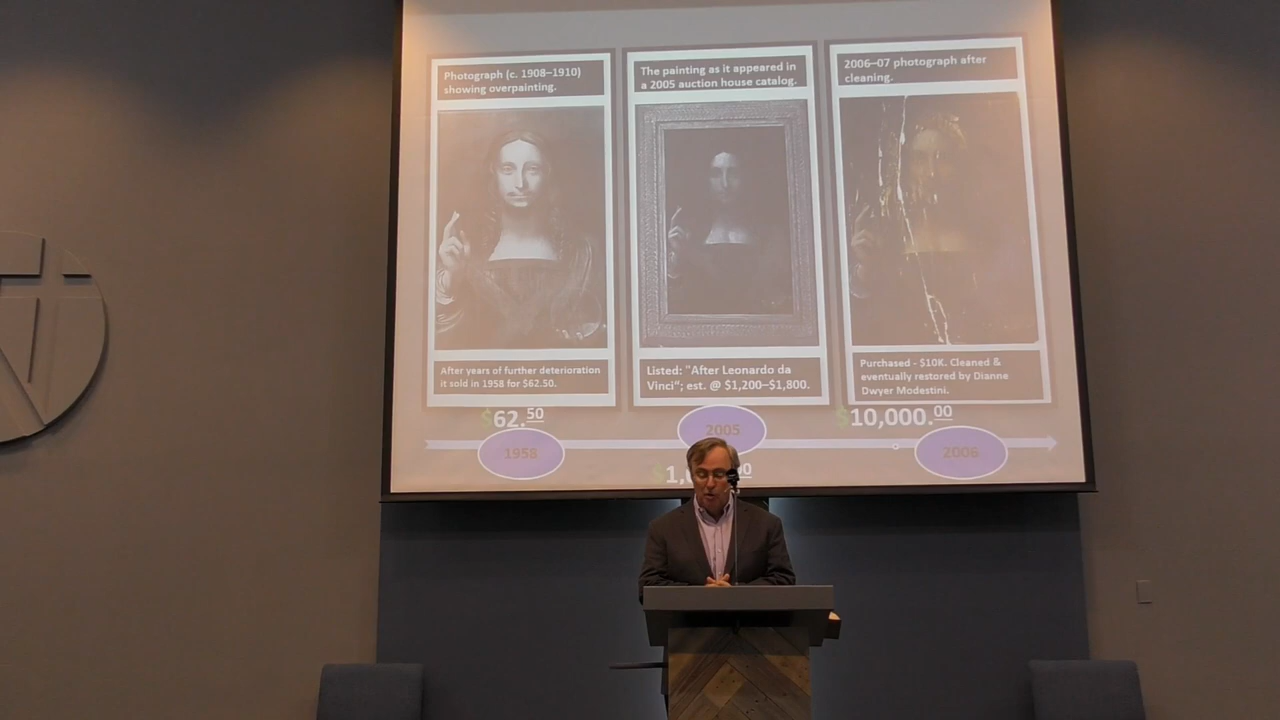 Photograph (c. 1908–1910)
showing overpainting.
The painting as it appeared in
a 2005 auction house catalog.
2006–07 photograph after
cleaning.
After years of further deterioration
it sold in 1958 for $62.50.
Listed: "After Leonardo da
Vinci"; est. @ $1,200–$1,800.
Purchased - $10K. Cleaned &
eventually restored by Dianne
Dwyer Modestini.
$62.50
$10,000.00
1958
2005
2006